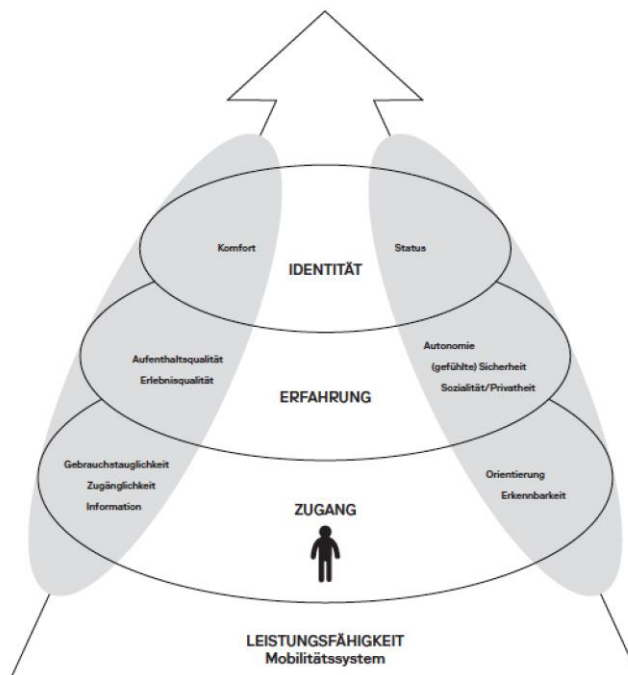 Komfort
Status
IDENTITÄT
Aufenthaltsqualität
Erlebnisqualität
Autonomie
(gefühlte) Sicherheit
Sozialität/Privatheit
ERFAHRUNG
Gebrauchstauglichkeit
Zugänglichkeit
Information
Orientierung
Erkennbarkeit
ZUGANG
LEISTUNGSFÄHIGKEIT
Mobilitätssystem